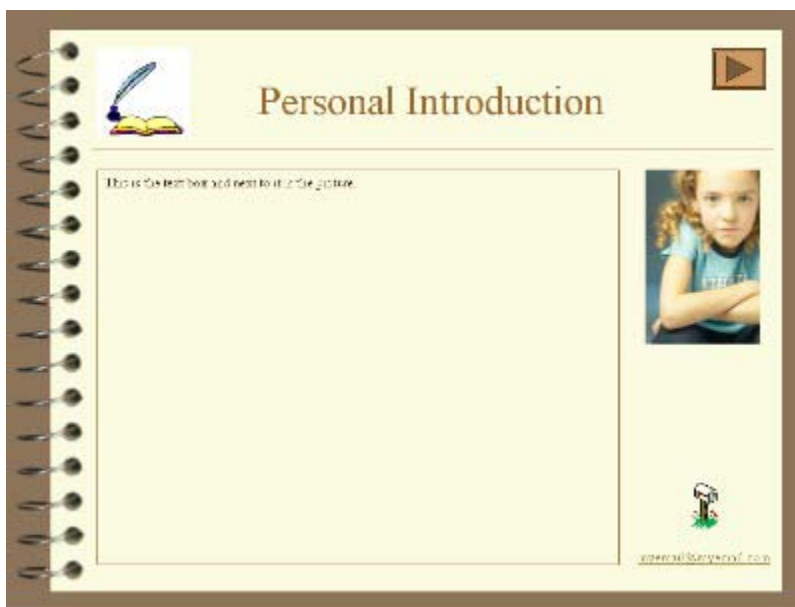 Personal Introduction
This is the text box and next to it is the picture.